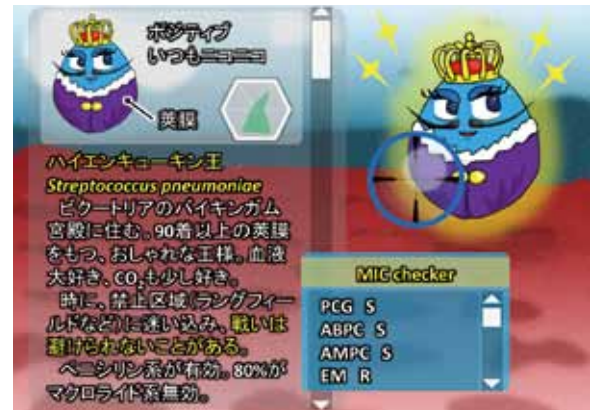 ポジティブ
いつもニコニコ
莢膜
ハイエンキューキン王
Streptococcus pneumoniae
ビクートリアのバイキンガム
宮殿に住む。90着以上の莢膜
をもつ、おしゃれな王様。血液
大好き、CO₂も少し好き。
時に、禁止区域(ラングフィー
ルドなど)に迷い込み、戦いは
避けられないことがある。
ペニシリン系が有効。80%が
マクロライド系無効。
MIC checker
PCG S
ABPC S
AMPC S
EM R